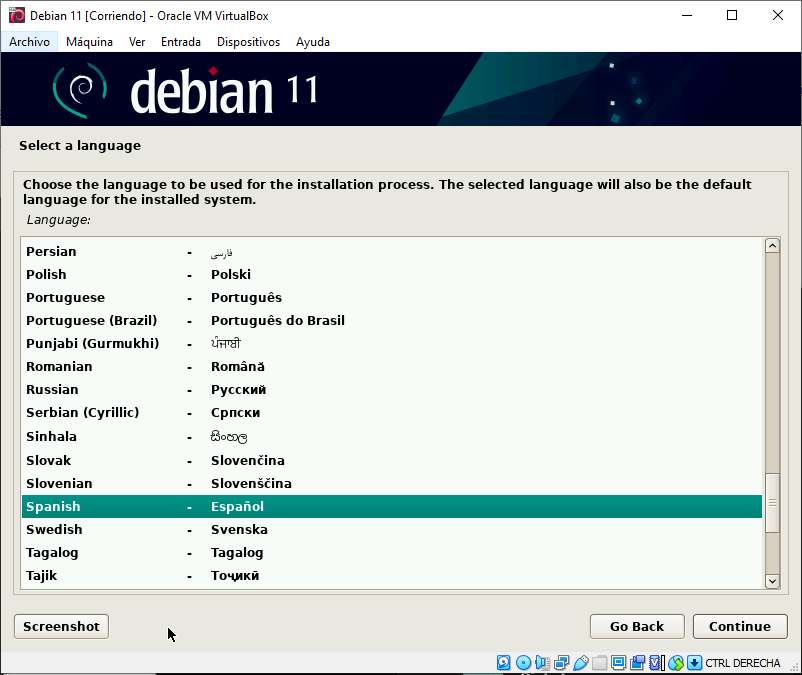 Debian 11 [Corriendo] - Oracle VM VirtualBox
Archivo Máquina Ver Entrada Dispositivos Ayuda
debian 11
Select a language
Choose the language to be used for the installation process. The selected language will also be the default
language for the installed system.
Language:
Persian - فارسی
Polish - Polski
Portuguese - Português
Portuguese (Brazil) - Português do Brasil
Punjabi (Gurmukhi) - ਪੰਜਾਬੀ
Romanian - Română
Russian - Русский
Serbian (Cyrillic) - Српски
Sinhala - සිංහල
Slovak - Slovenčina
Slovenian - Slovenščina
Spanish - Español
Swedish - Svenska
Tagalog - Tagalog
Tajik - Тоҷикӣ
Screenshot Go Back Continue
CTRL DERECHA